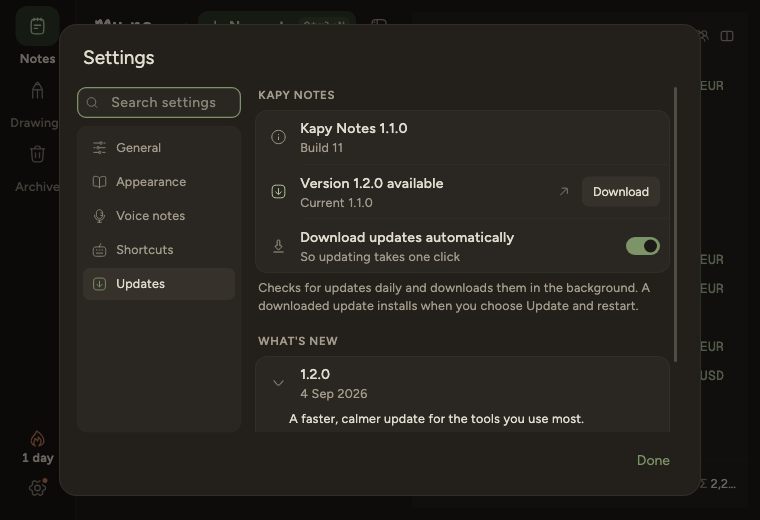 Notes
Drawing
Archive
1 day
EUR
EUR
EUR
EUR
USD
Σ 2,2...
Settings
Search settings
General
Appearance
Voice notes
Shortcuts
Updates
KAPY NOTES
Kapy Notes 1.1.0
Build 11
Version 1.2.0 available
Current 1.1.0
Download
Download updates automatically
So updating takes one click
Checks for updates daily and downloads them in the background. A
downloaded update installs when you choose Update and restart.
WHAT'S NEW
1.2.0
4 Sep 2026
A faster, calmer update for the tools you use most.
Done